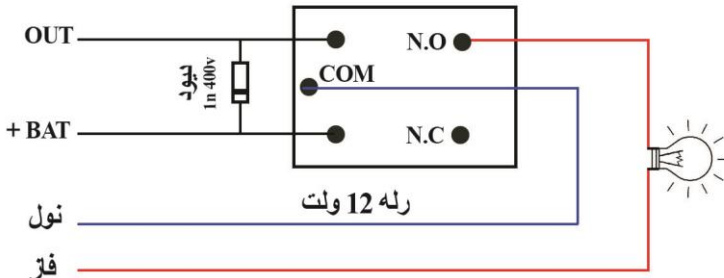 OUT
N.O
COM
دیود
1n 400v
+ BAT
N.C
رله 12 ولت
نول
فاز